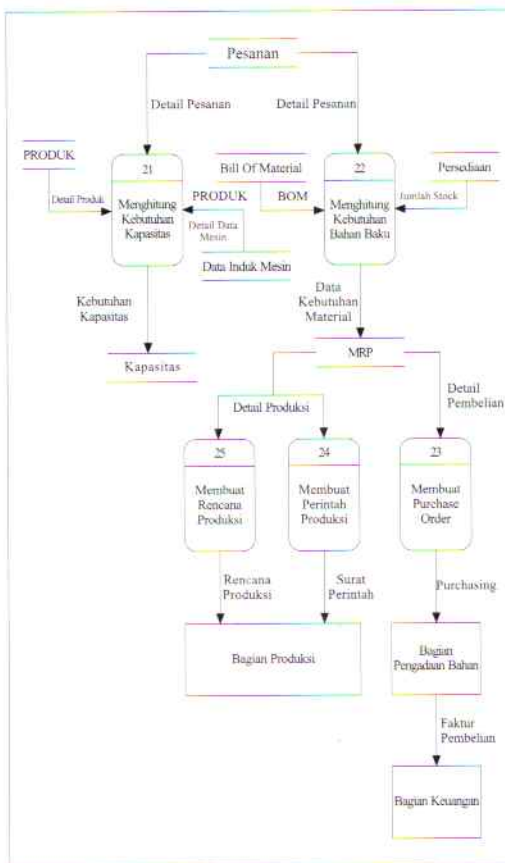 Pesanan
Detail Pesanan
Detail Pesanan
PRODUK
Detail Produk
21
Menghitung
Kebutuhan
Kapasitas
PRODUK
Detail Data
Mesin
Data Induk Mesin
Bill Of Material
BOM
22
Menghitung
Kebutuhan
Bahan Baku
Persediaan
Jumlah Stock
Kebutuhan
Kapasitas
Kapasitas
Data
Kebutuhan
Material
MRP
Detail Produksi
Detail
Pembelian
25
Membuat
Rencana
Produksi
24
Membuat
Perintah
Produksi
23
Membuat
Purchase
Order
Rencana
Produksi
Surat
Perintah
Purchasing
Bagian Produksi
Bagian
Pengadaan Bahan
Faktur
Pembelian
Bagian Keuangan